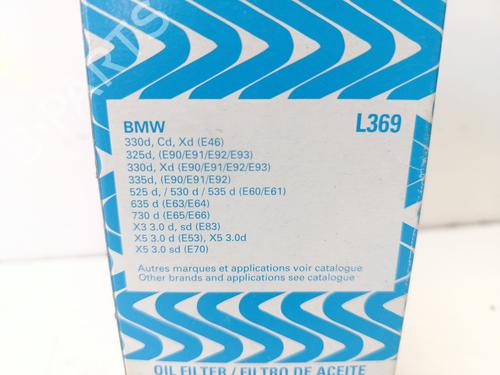 BMW
L369
330d, Cd, Xd (E46)
325d, (E90/E91/E92/E93)
330d, Xd (E90/E91/E92/E93)
335d, (E90/E91/E92)
525 d, / 530 d / 535 d (E60/E61)
635 d (E63/E64)
730 d (E65/E66)
X3 3.0 d, sd (E83)
X5 3.0 d (E53), X5 3.0d
X5 3.0 sd (E70)
Autres marques et applications voir catalogue
Other brands and applications see catalogue
OIL FILTER / FILTRO DE ACEITE